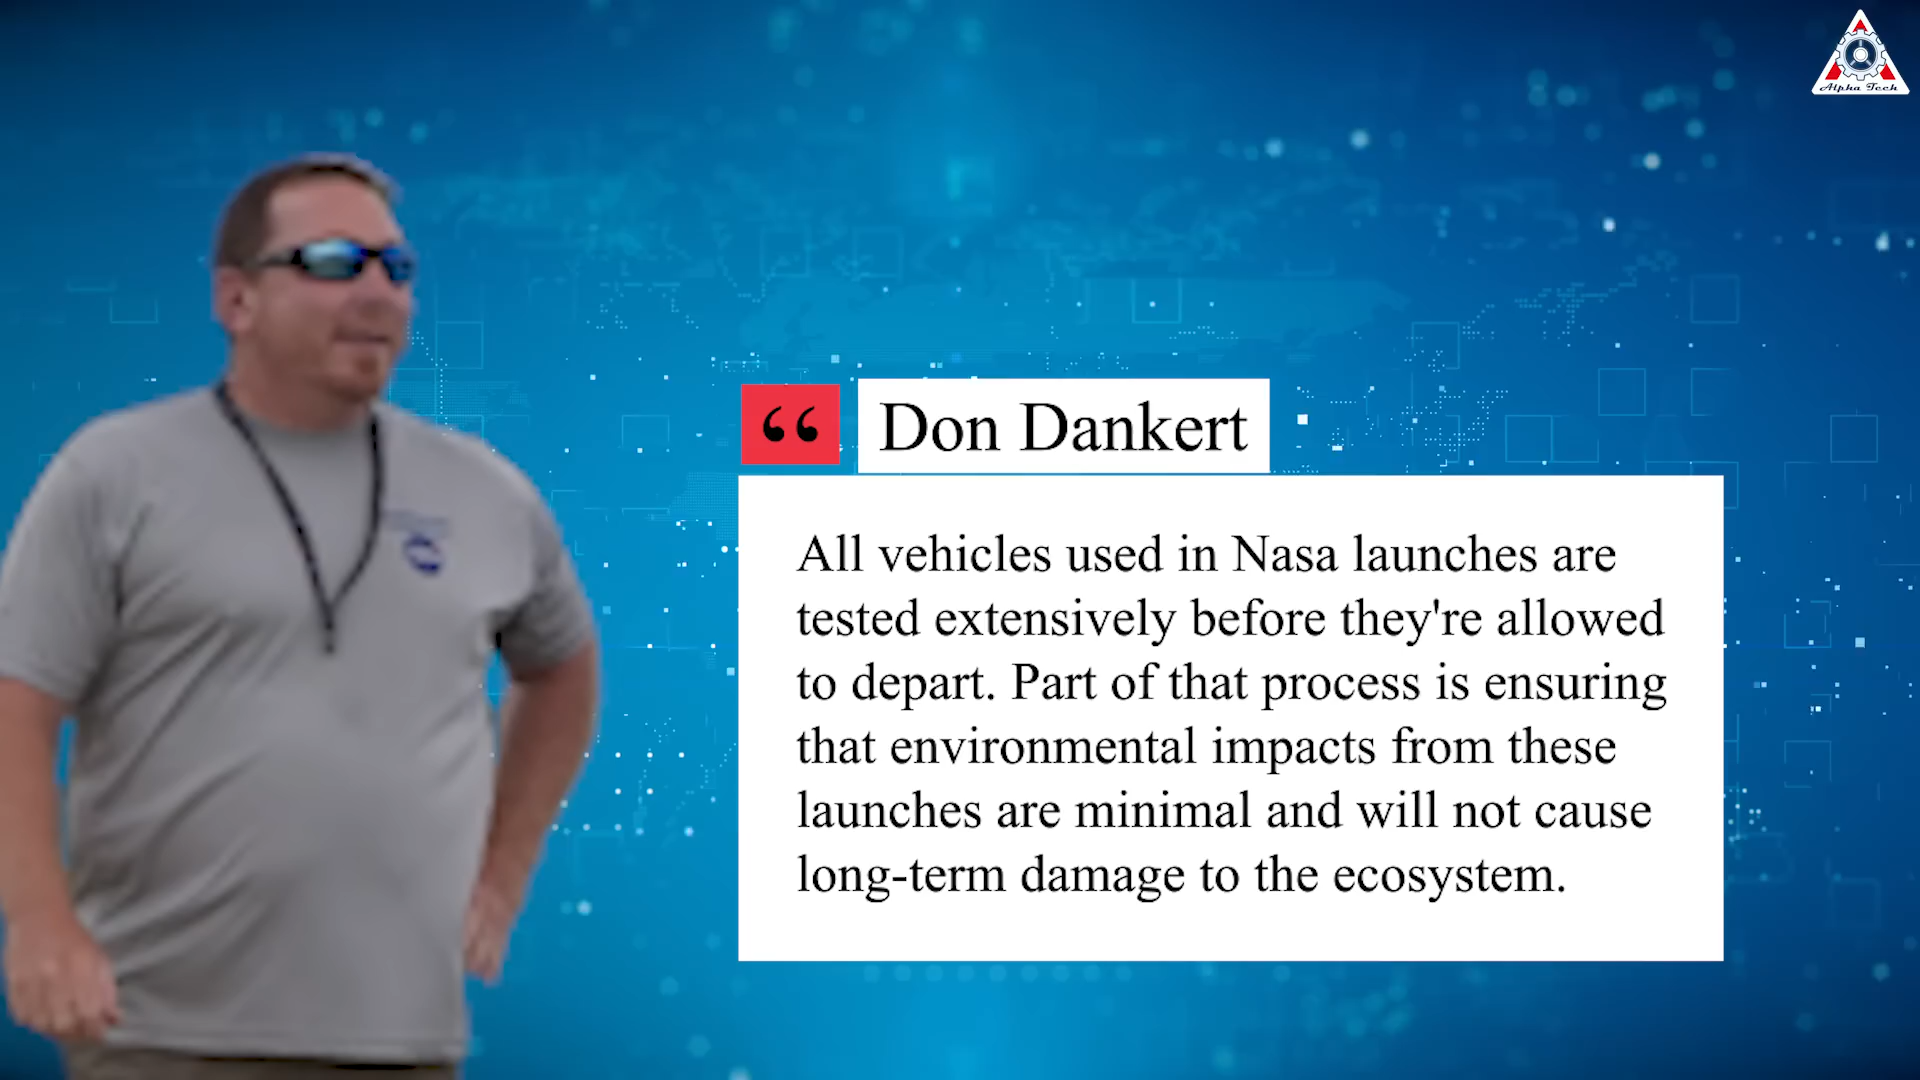 Alpha Tech
“ Don Dankert
All vehicles used in Nasa launches are
tested extensively before they're allowed
to depart. Part of that process is ensuring
that environmental impacts from these
launches are minimal and will not cause
long-term damage to the ecosystem.